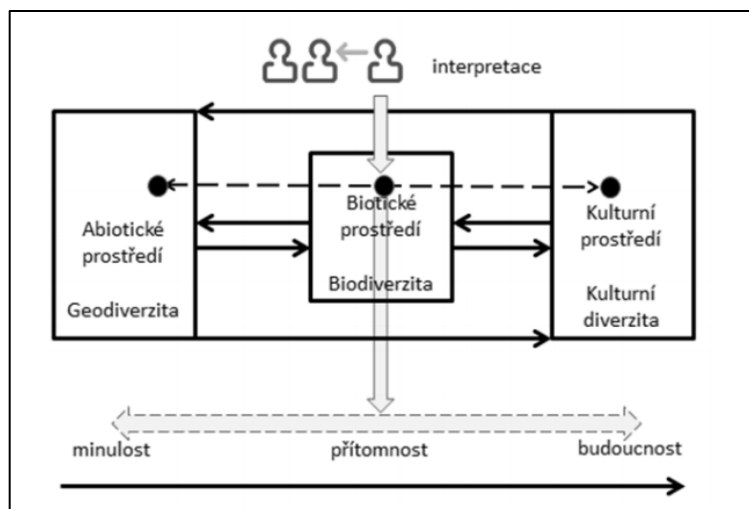 interpretace
Abiotické
prostředí
Geodiverzita
Biotické
prostředí
Biodiverzita
Kulturní
prostředí
Kulturní
diverzita
minulost
přítomnost
budoucnost